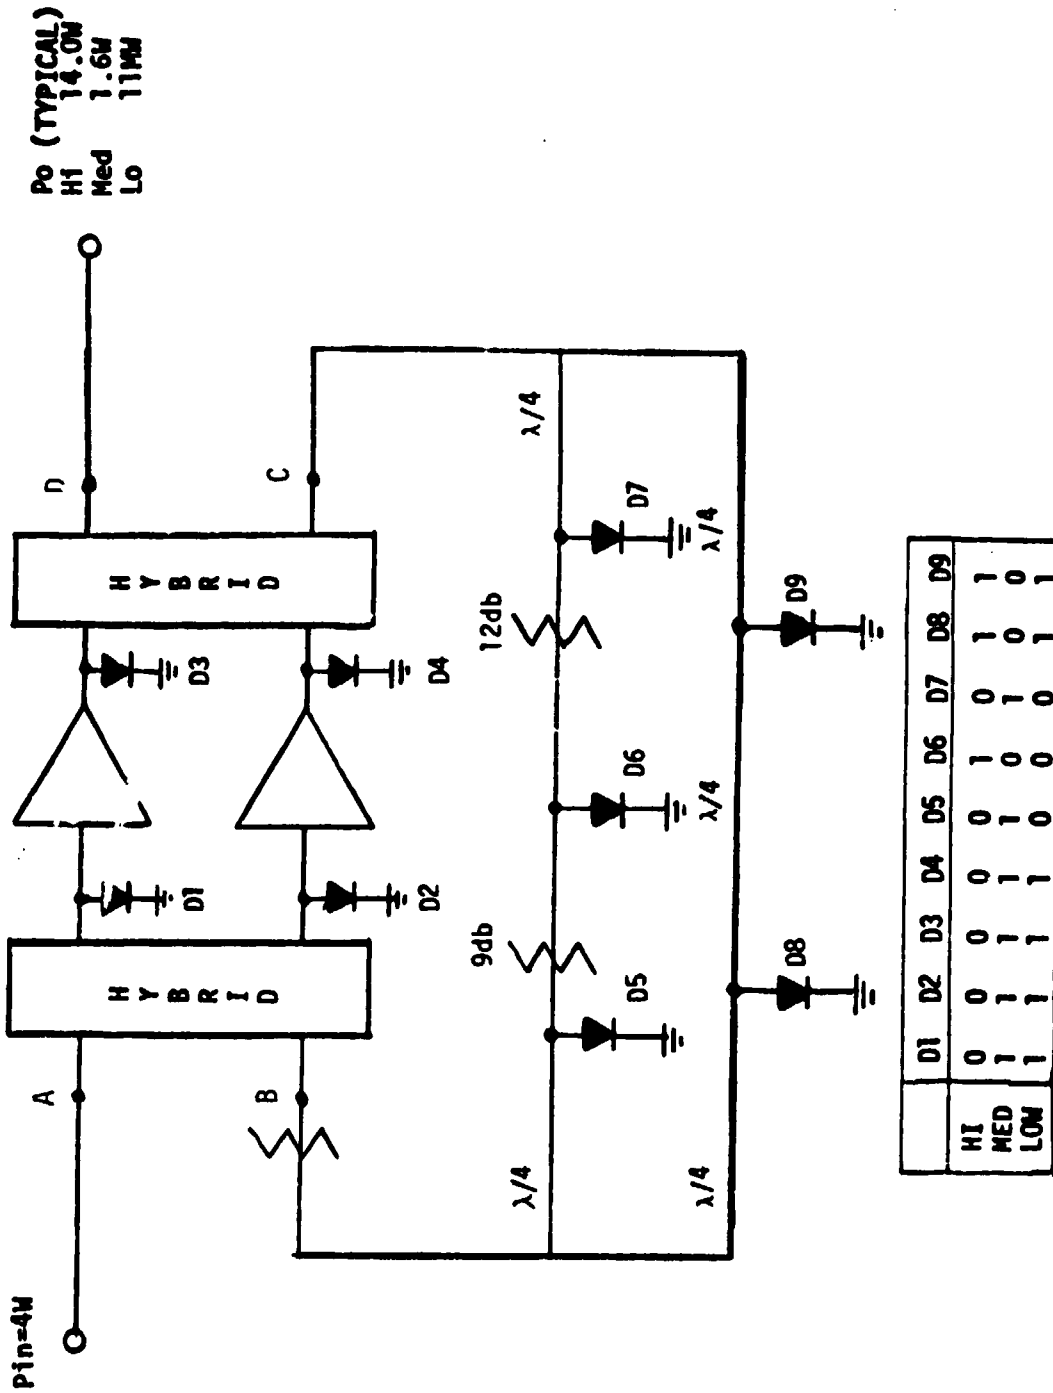 Po (TYPICAL)
Hi 14.0W
Med 1.6W
Lo 11MW
Pin=4W
A
B
HYBRID
D1
D2
D3
D4
HYBRID
D
C
λ/4
9db
D5
D6
12db
D7
λ/4
λ/4
λ/4
λ/4
D8
D9
D1 D2 D3 D4 D5 D6 D7 D8 D9
HI 0 0 0 0 0 1 0 1 1
MED 1 1 1 1 1 0 1 0 0
LOW 1 1 1 1 0 0 0 1 1